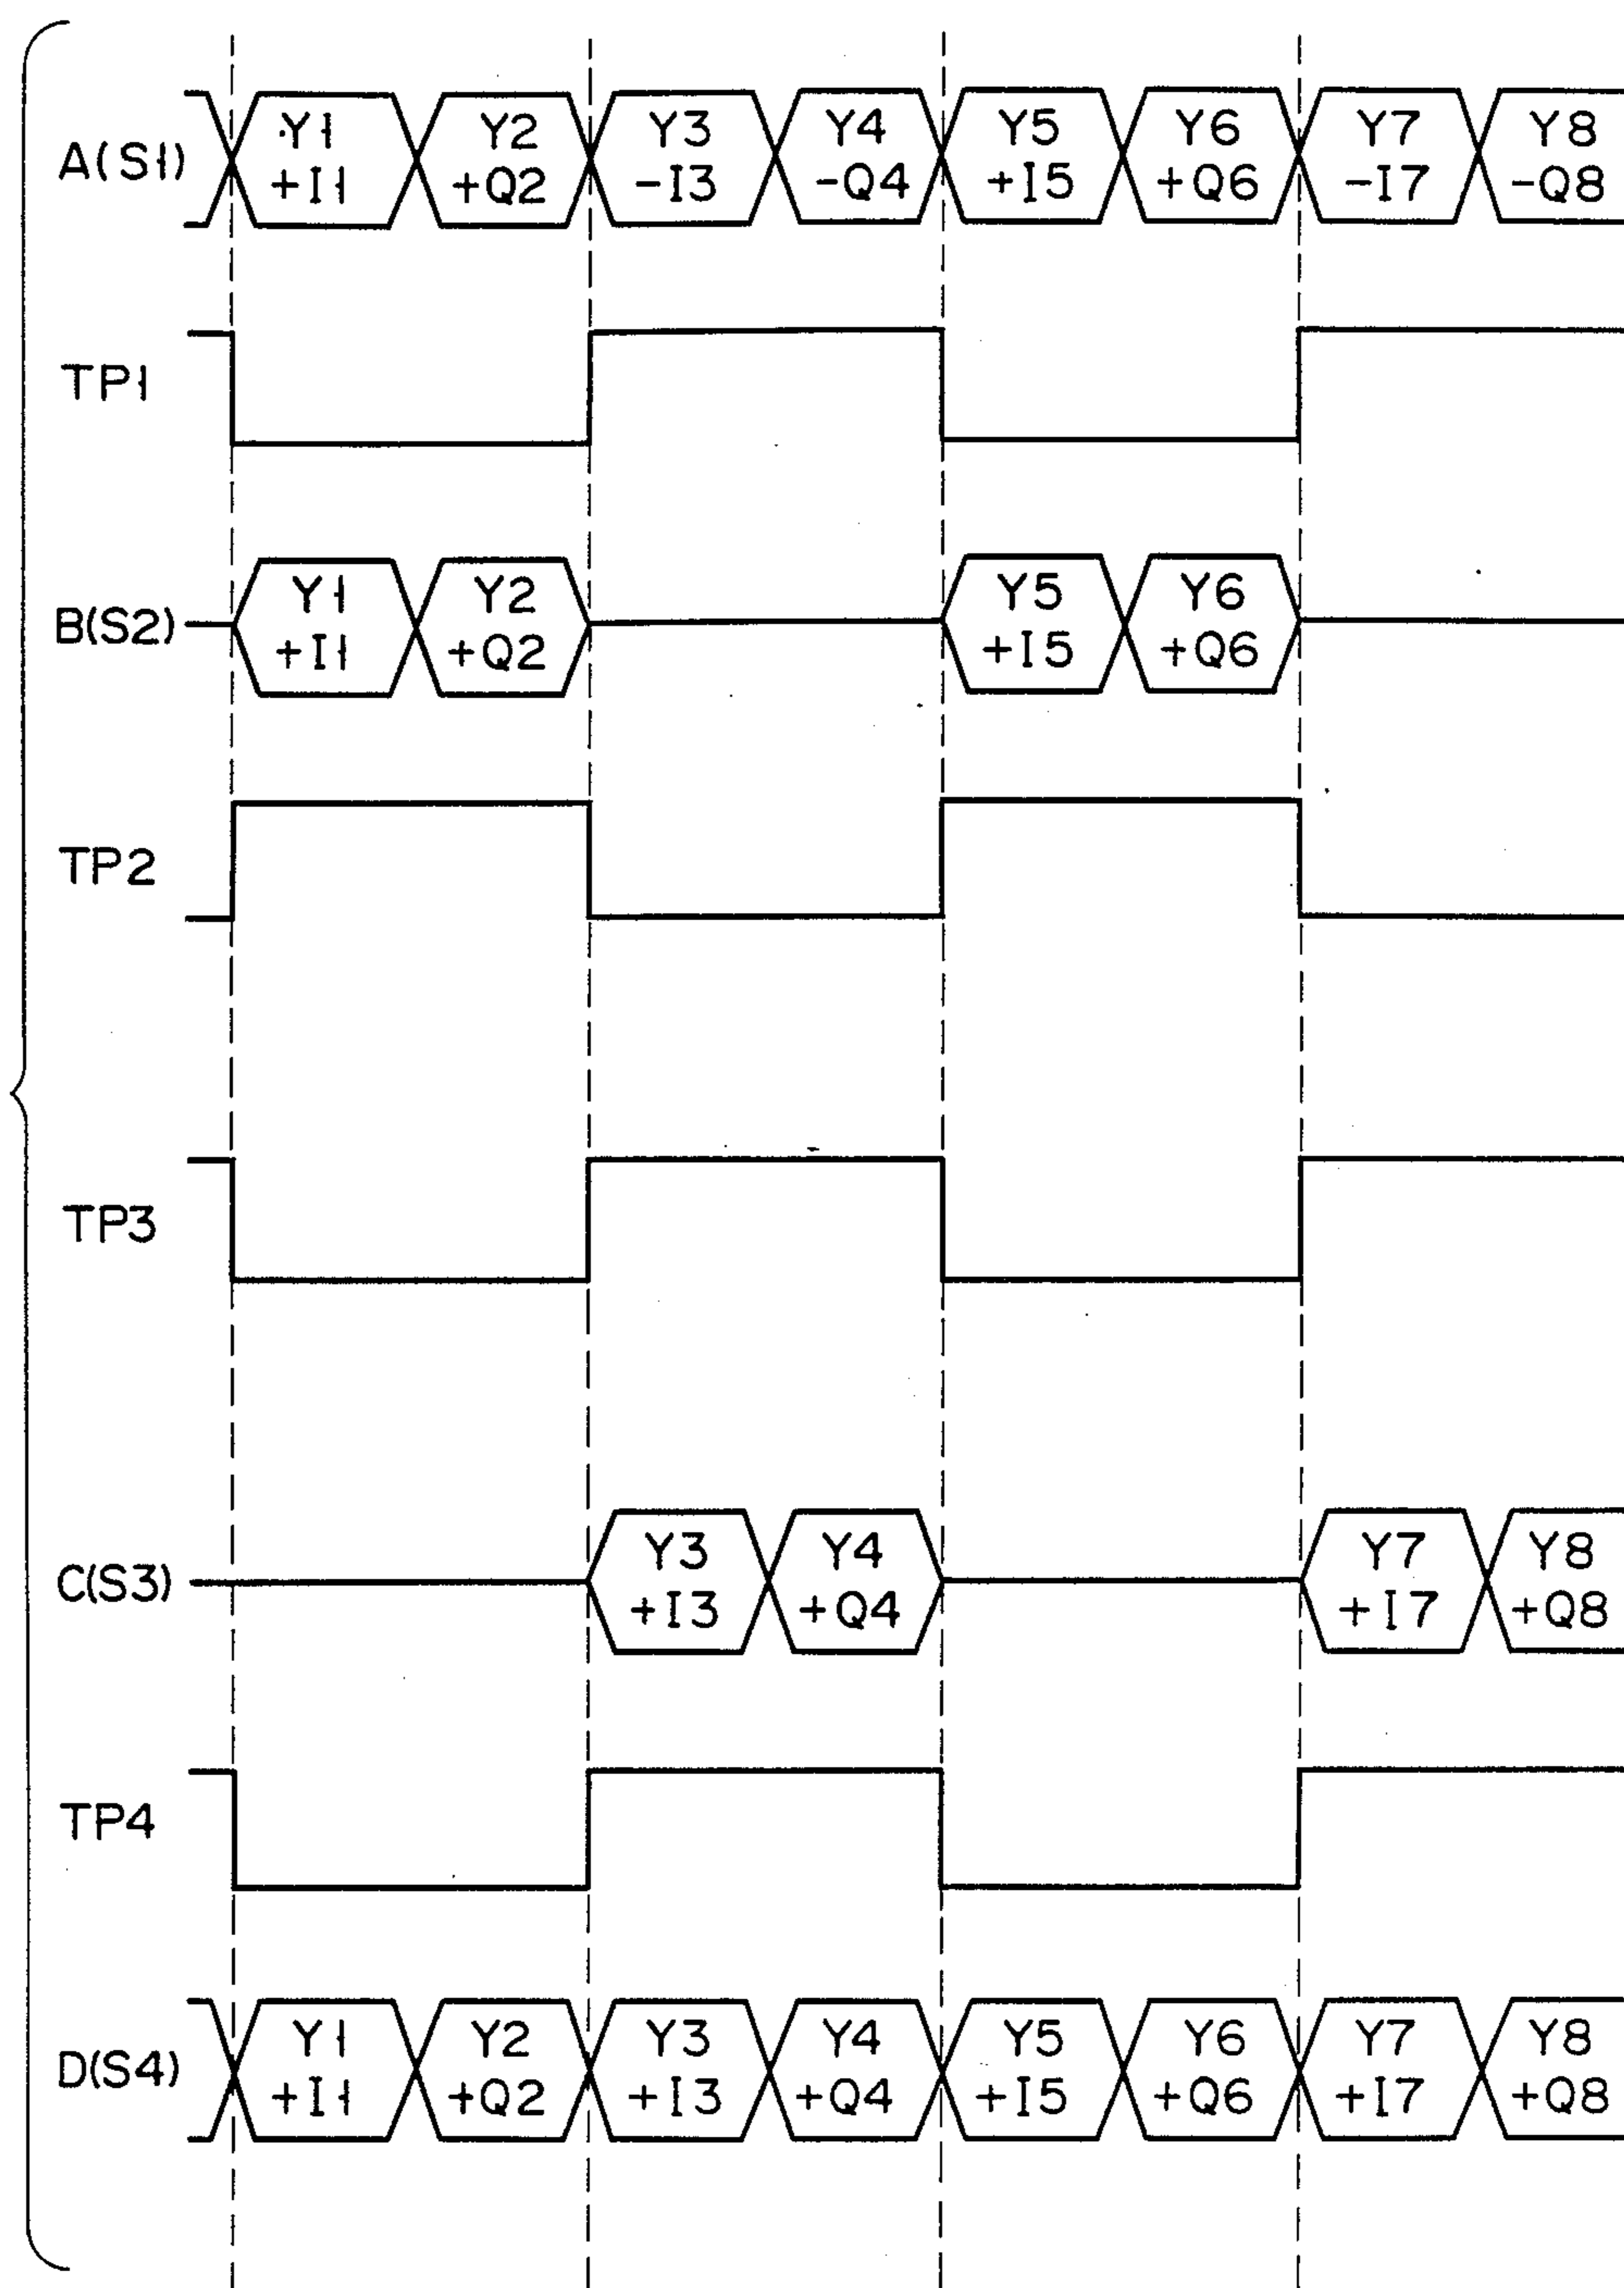 A(S1) Y1 Y2 Y3 Y4 Y5 Y6 Y7 Y8
+I1 +Q2 -I3 -Q4 +I5 +Q6 -I7 -Q8
TP1
B(S2) Y1 Y2 Y5 Y6
+I1 +Q2 +I5 +Q6
TP2
TP3
C(S3) Y3 Y4 Y7 Y8
+I3 +Q4 +I7 +Q8
TP4
D(S4) Y1 Y2 Y3 Y4 Y5 Y6 Y7 Y8
+I1 +Q2 +I3 +Q4 +I5 +Q6 +I7 +Q8